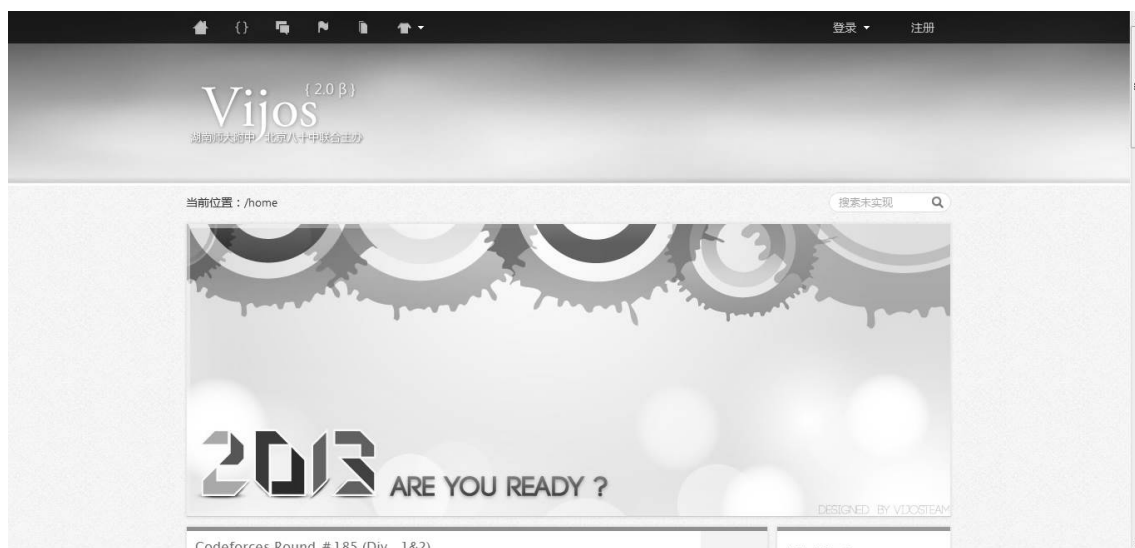 {}
登录 注册
Vijos { 2.0 β }
湖南师大附中 北京八十中联合主办
当前位置：/home
搜索未实现
2013 ARE YOU READY ?
DESIGNED BY VIJOSTEAM
Codeforces Round #185 (Div. 1&2)